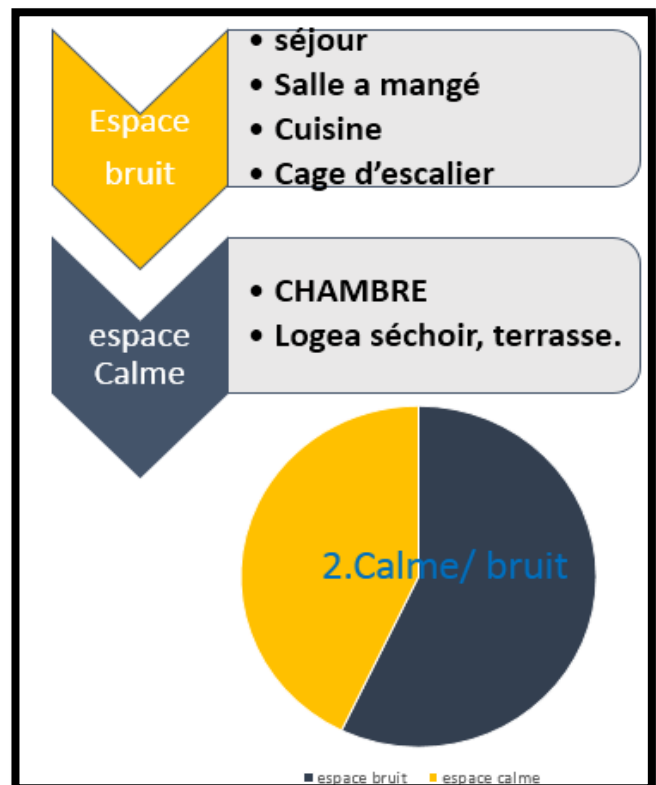 • séjour
• Salle a mangé
• Cuisine
• Cage d’escalier
Espace
bruit
• CHAMBRE
• Logea séchoir, terrasse.
espace
Calme
2.Calme/ bruit
espace bruit espace calme